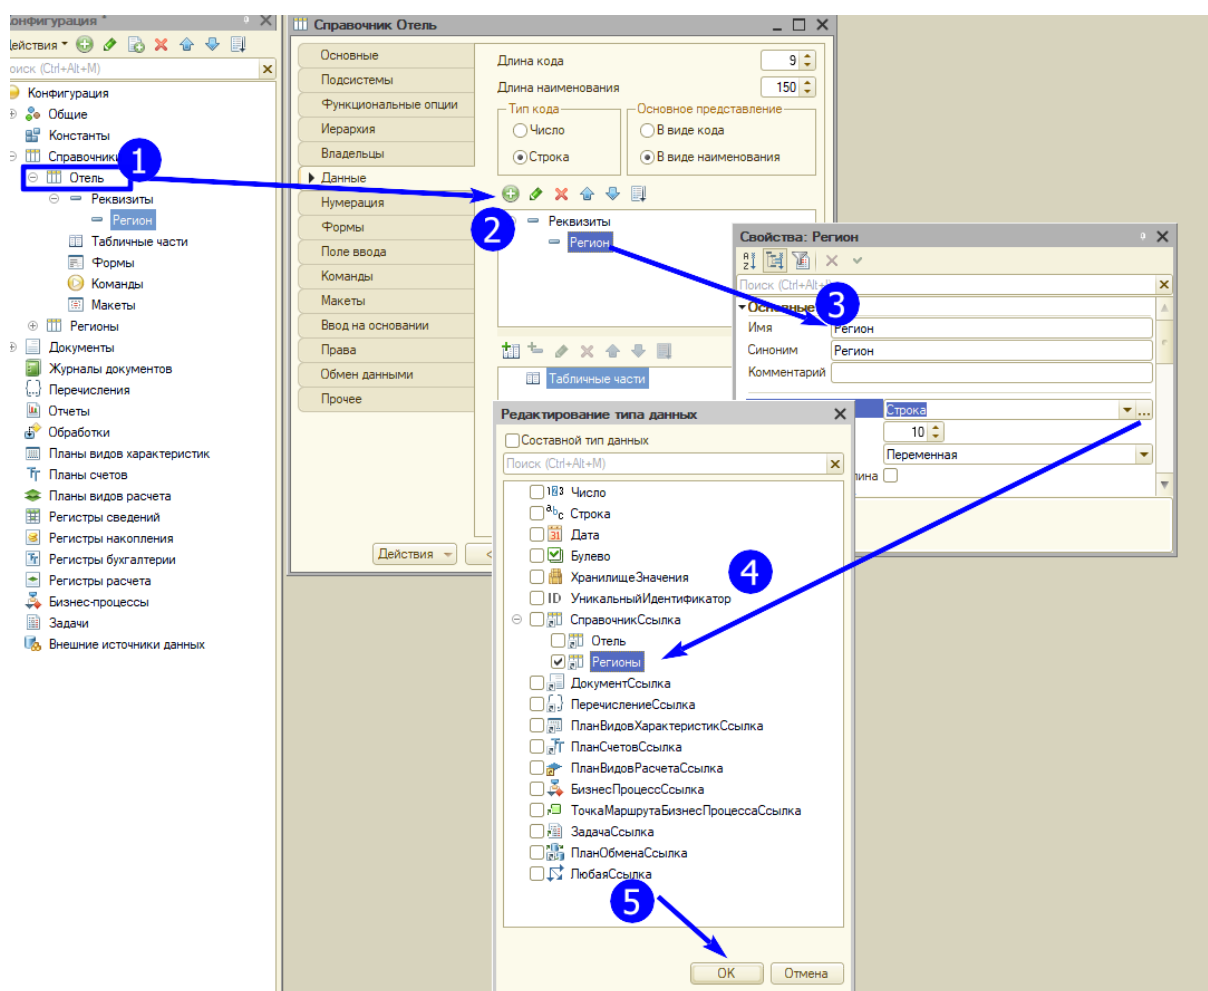 Конфигурация *
Действия
Поиск (Ctrl+Alt+M)
Конфигурация
Общие
Константы
Справочники
1
Отель
Реквизиты
Регион
Табличные части
Формы
Команды
Макеты
Регионы
Документы
Журналы документов
Перечисления
Отчеты
Обработки
Планы видов характеристик
Планы счетов
Планы видов расчета
Регистры сведений
Регистры накопления
Регистры бухгалтерии
Регистры расчета
Бизнес-процессы
Задачи
Внешние источники данных
Справочник Отель
Основные
Подсистемы
Функциональные опции
Иерархия
Владельцы
Данные
Нумерация
Формы
Поле ввода
Команды
Макеты
Ввод на основании
Права
Обмен данными
Прочее
Длина кода 9
Длина наименования 150
Тип кода
Число
Строка
Основное представление
В виде кода
В виде наименования
2
Реквизиты
Регион
Табличные части
Действия
<
Свойства: Регион
Поиск (Ctrl+Alt+
3
Основные
Имя Регион
Синоним Регион
Комментарий
Строка ...
10
Переменная
Редактирование типа данных
Составной тип данных
Поиск (Ctrl+Alt+M)
Число
Строка
Дата
Булево
ХранилищеЗначения
4
УникальныйИдентификатор
СправочникСсылка
Отель
Регионы
ДокументСсылка
ПеречислениеСсылка
ПланВидовХарактеристикСсылка
ПланСчетовСсылка
ПланВидовРасчетаСсылка
БизнесПроцессСсылка
ТочкаМаршрутаБизнесПроцессаСсылка
ЗадачаСсылка
ПланОбменаСсылка
ЛюбаяСсылка
5
OK
Отмена